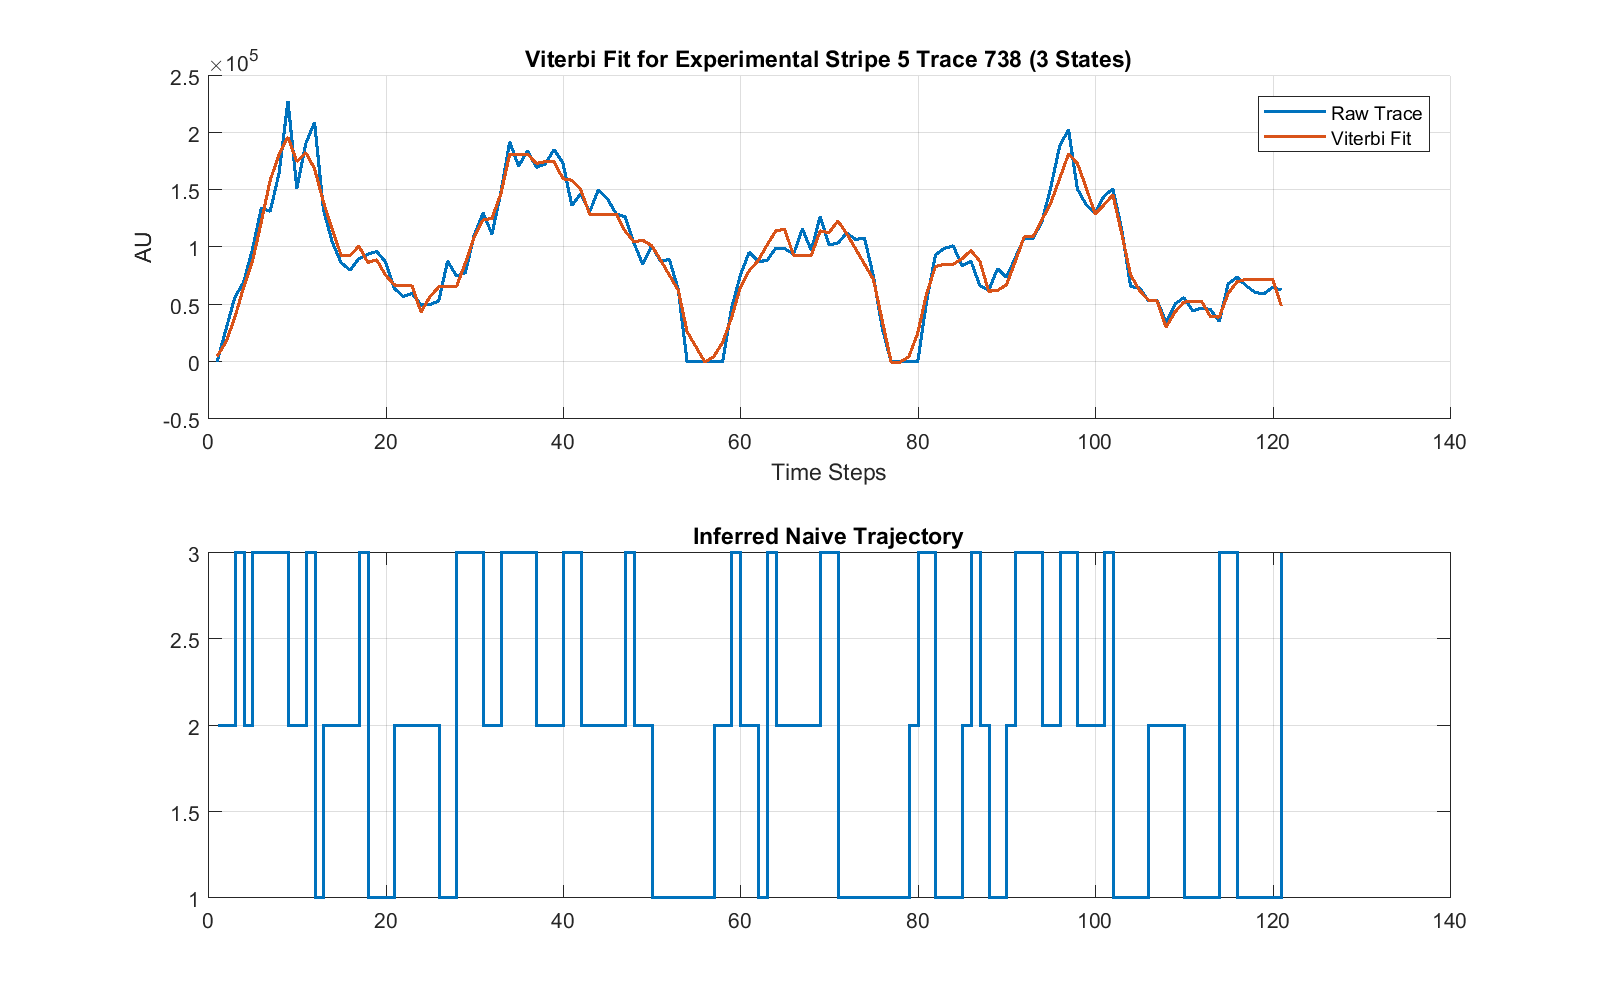 Viterbi Fit for Experimental Stripe 5 Trace 738 (3 States)
×10^5
2.5
2
1.5
1
0.5
0
-0.5
AU
Raw Trace
Viterbi Fit
0 20 40 60 80 100 120 140
Time Steps
Inferred Naive Trajectory
3
2.5
2
1.5
1
0 20 40 60 80 100 120 140